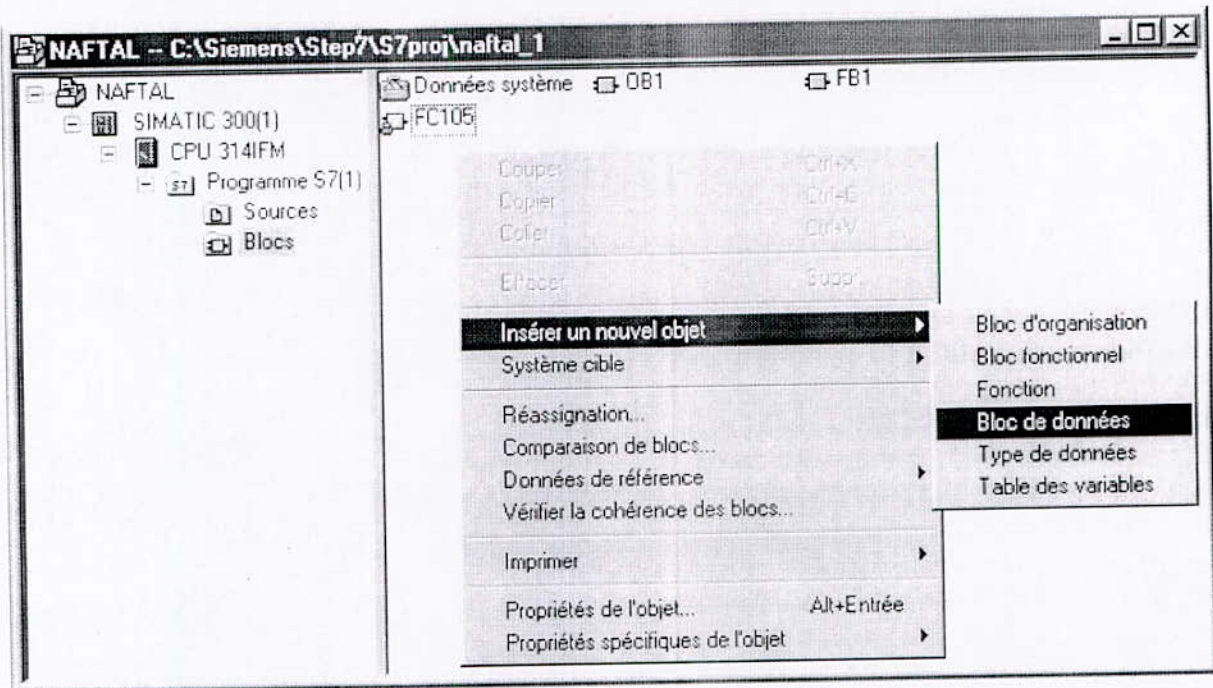 NAFTAL -- C:\Siemens\Step7\S7proj\naftal_1
NAFTAL
SIMATIC 300(1)
CPU 314IFM
Programme S7(1)
Sources
Blocs
Données système
OB1
FB1
FC105
Couper Ctrl+X
Copier Ctrl+C
Coller Ctrl+V
Effacer Suppr
Insérer un nouvel objet
Système cible
Réassignation...
Comparaison de blocs...
Données de référence
Vérifier la cohérence des blocs...
Imprimer
Propriétés de l'objet... Alt+Entrée
Propriétés spécifiques de l'objet
Bloc d'organisation
Bloc fonctionnel
Fonction
Bloc de données
Type de données
Table des variables